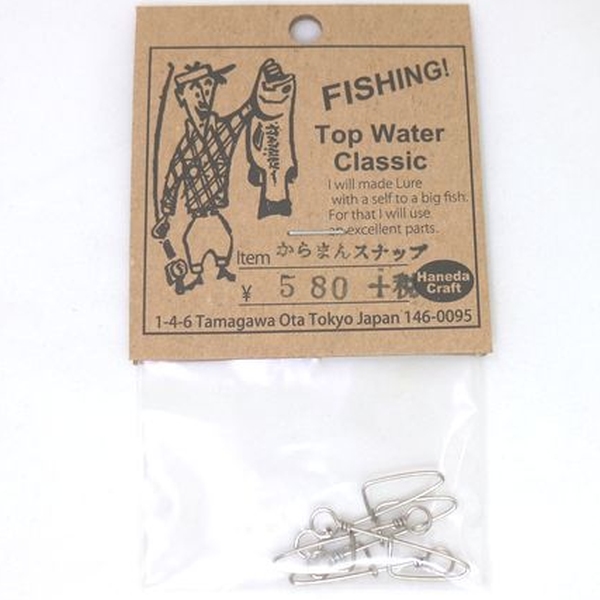 FISHING!
Top Water
Classic
I will made Lure
with a self to a big fish.
For that I will use
an excellent parts.
Item からまんスナップ
¥ 580 +税
Haneda
Craft
1-4-6 Tamagawa Ota Tokyo Japan 146-0095